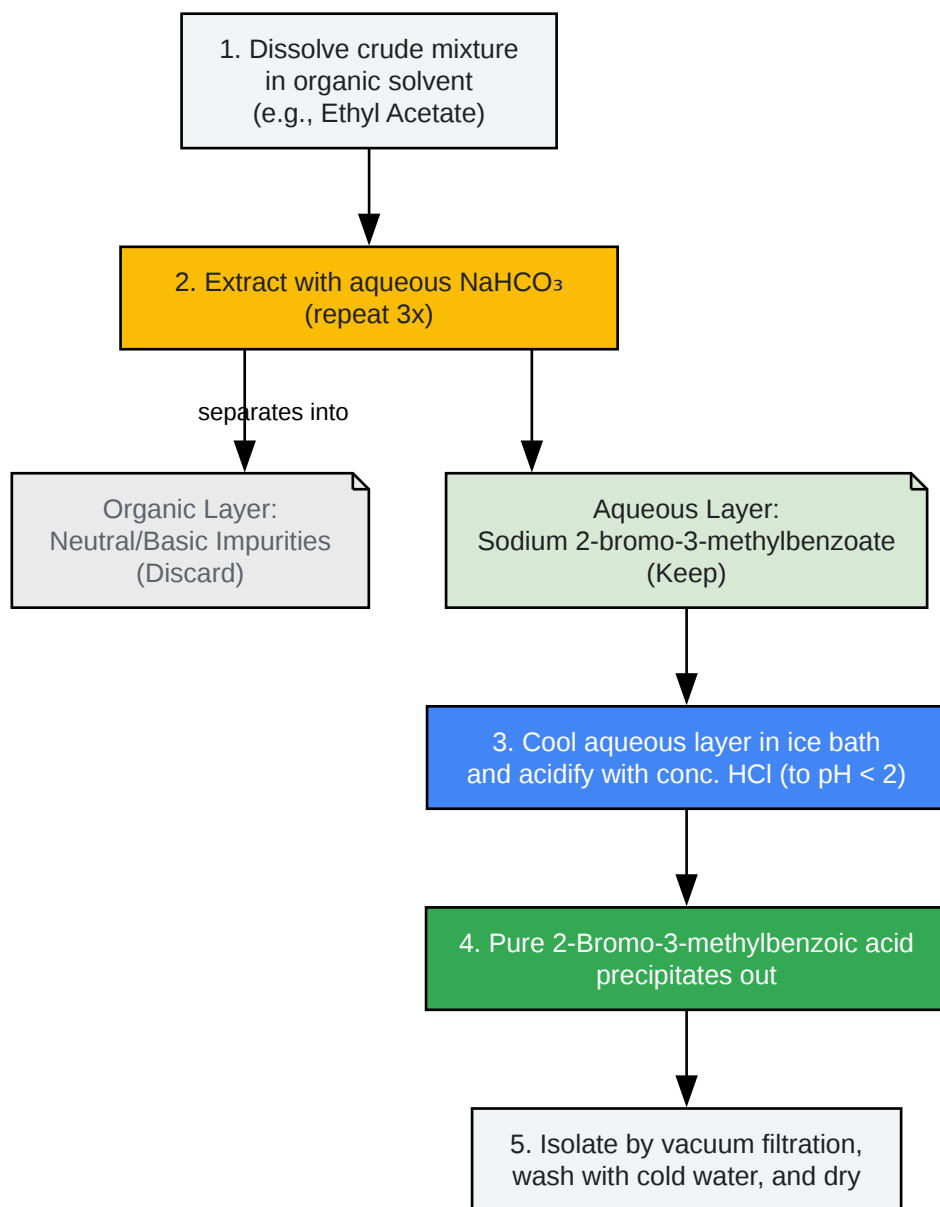 1. Dissolve crude mixture
in organic solvent
(e.g., Ethyl Acetate)
2. Extract with aqueous NaHCO₃
(repeat 3x)
separates into
Organic Layer:
Neutral/Basic Impurities
(Discard)
Aqueous Layer:
Sodium 2-bromo-3-methylbenzoate
(Keep)
3. Cool aqueous layer in ice bath
and acidify with conc. HCl (to pH < 2)
4. Pure 2-Bromo-3-methylbenzoic acid
precipitates out
5. Isolate by vacuum filtration,
wash with cold water, and dry